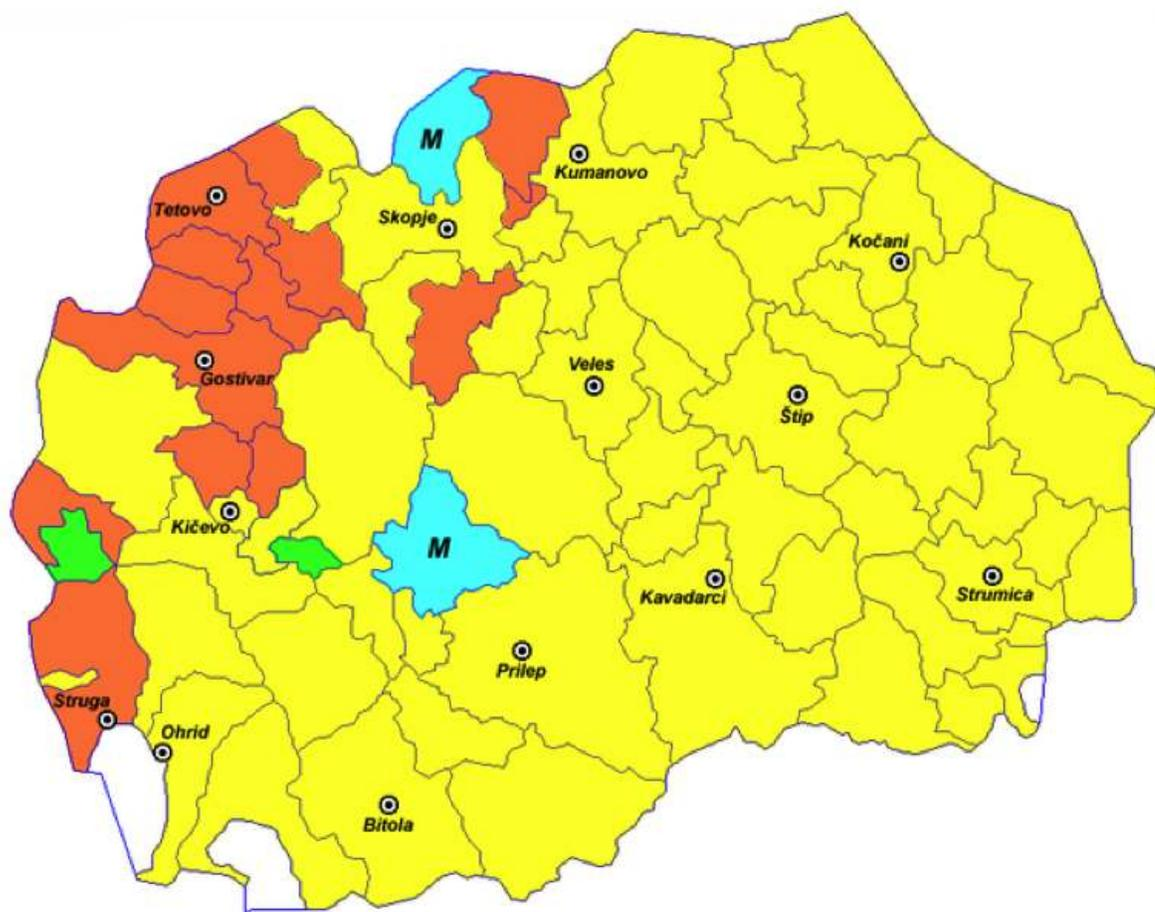 M
Kumanovo
Tetovo
Skopje
Kočani
Veles
Gostivar
Štip
Kičevo
M
Kavadarci
Strumica
Prilep
Struga
Ohrid
Bitola